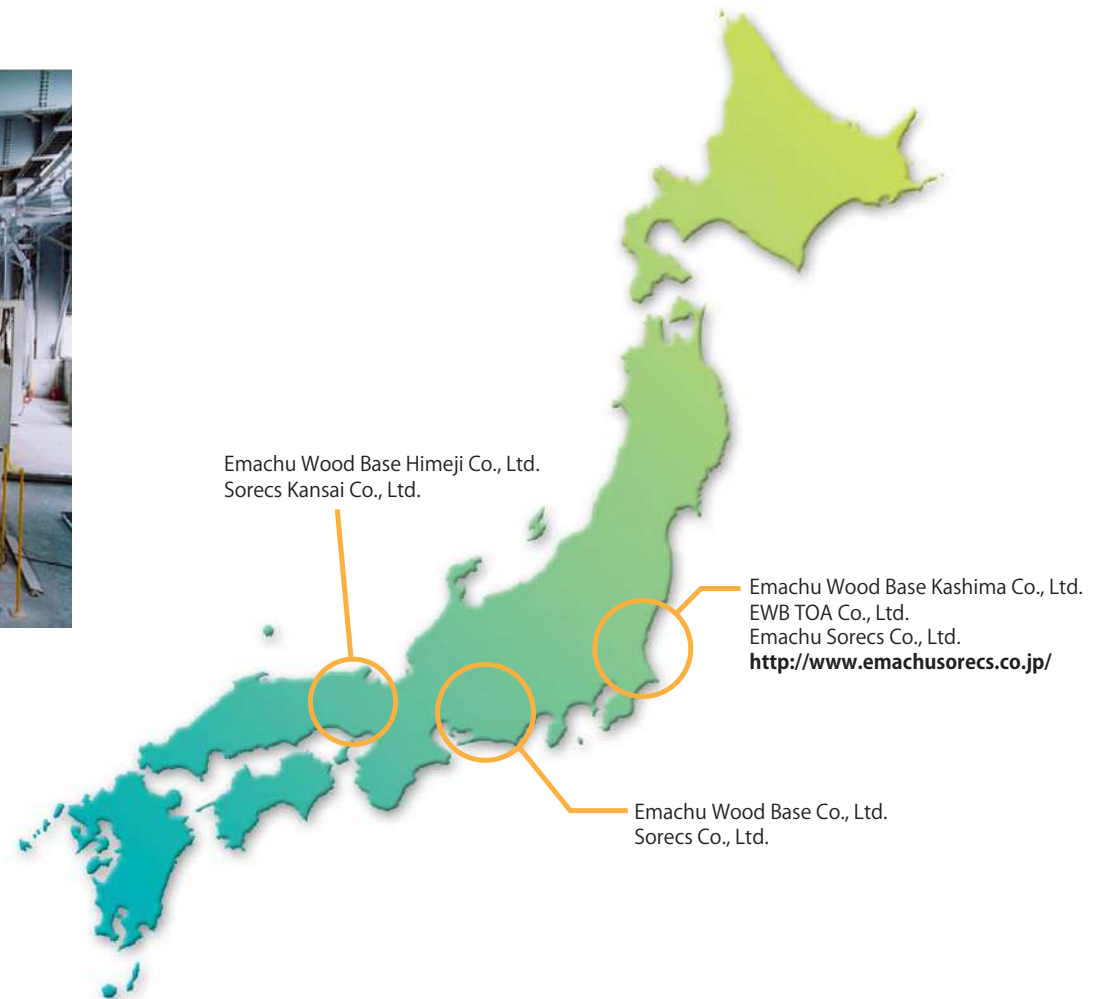 Emachu Wood Base Himeji Co., Ltd.
Sorecs Kansai Co., Ltd.
Emachu Wood Base Kashima Co., Ltd.
EWB TOA Co., Ltd.
Emachu Sorecs Co., Ltd.
http://www.emachusorecs.co.jp/
Emachu Wood Base Co., Ltd.
Sorecs Co., Ltd.